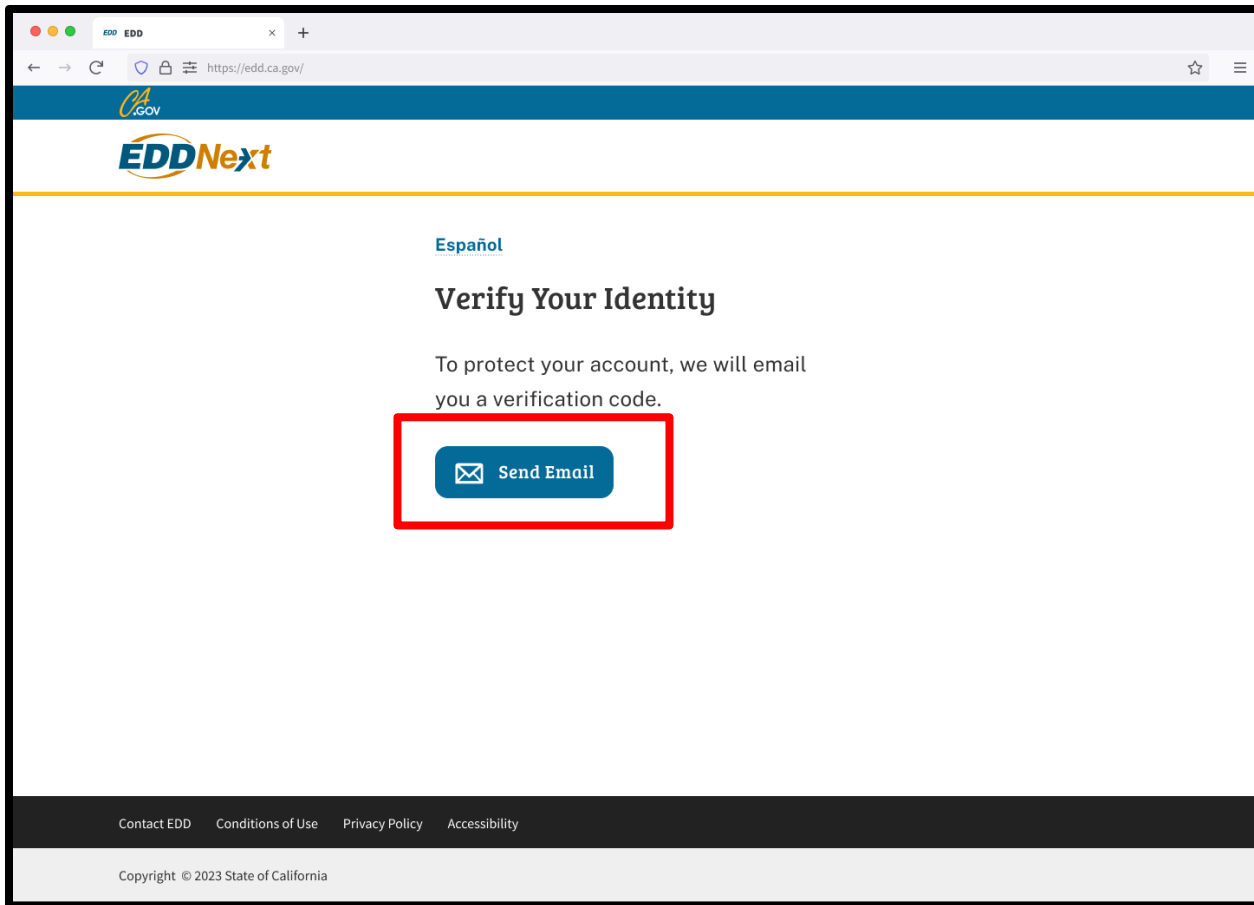 EDD EDD
https://edd.ca.gov/
CA.GOV
EDDNext
Español
Verify Your Identity
To protect your account, we will email
you a verification code.
Send Email
Contact EDD Conditions of Use Privacy Policy Accessibility
Copyright © 2023 State of California